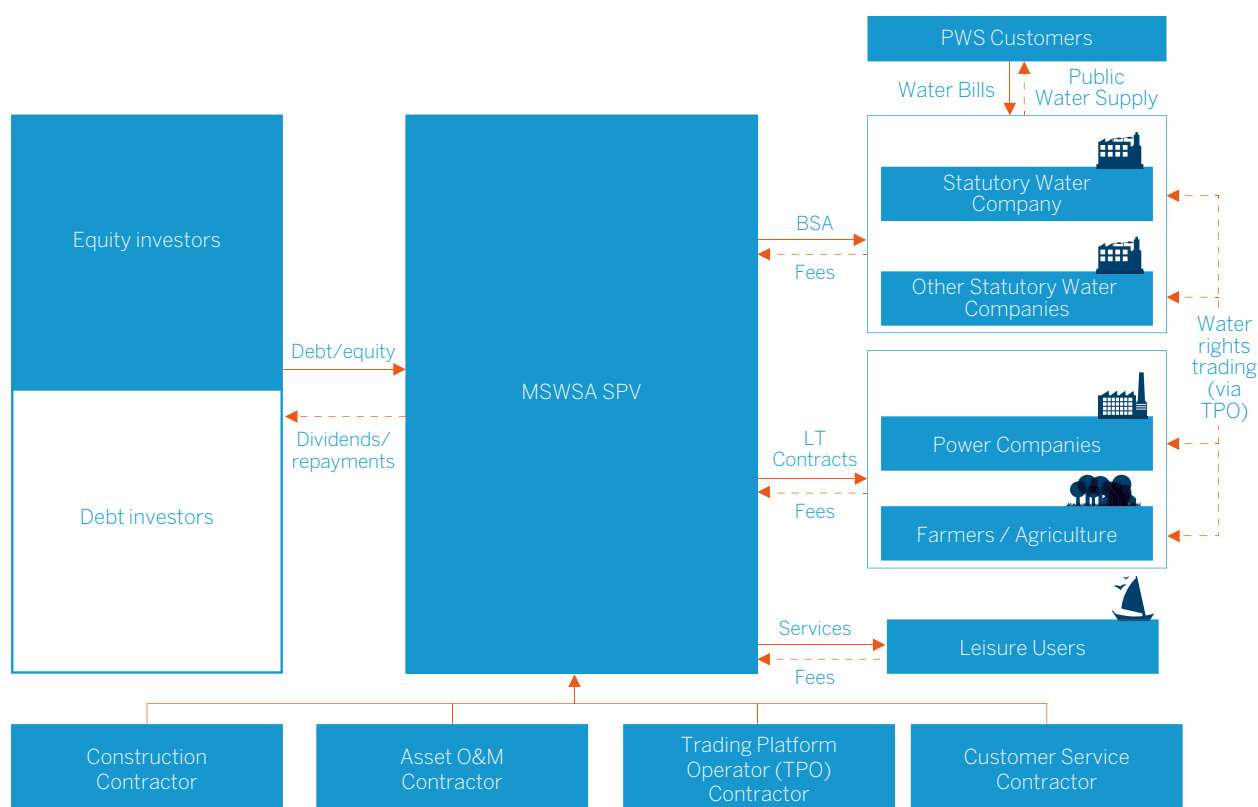 PWS Customers
Water Bills
Public
Water Supply
Equity investors
Debt investors
Debt/equity
Dividends/
repayments
MSWSA SPV
BSA
Fees
Statutory Water
Company
Other Statutory Water
Companies
LT
Contracts
Fees
Power Companies
Farmers / Agriculture
Water
rights
trading
(via
TPO)
Services
Fees
Leisure Users
Construction
Contractor
Asset O&M
Contractor
Trading Platform
Operator (TPO)
Contractor
Customer Service
Contractor